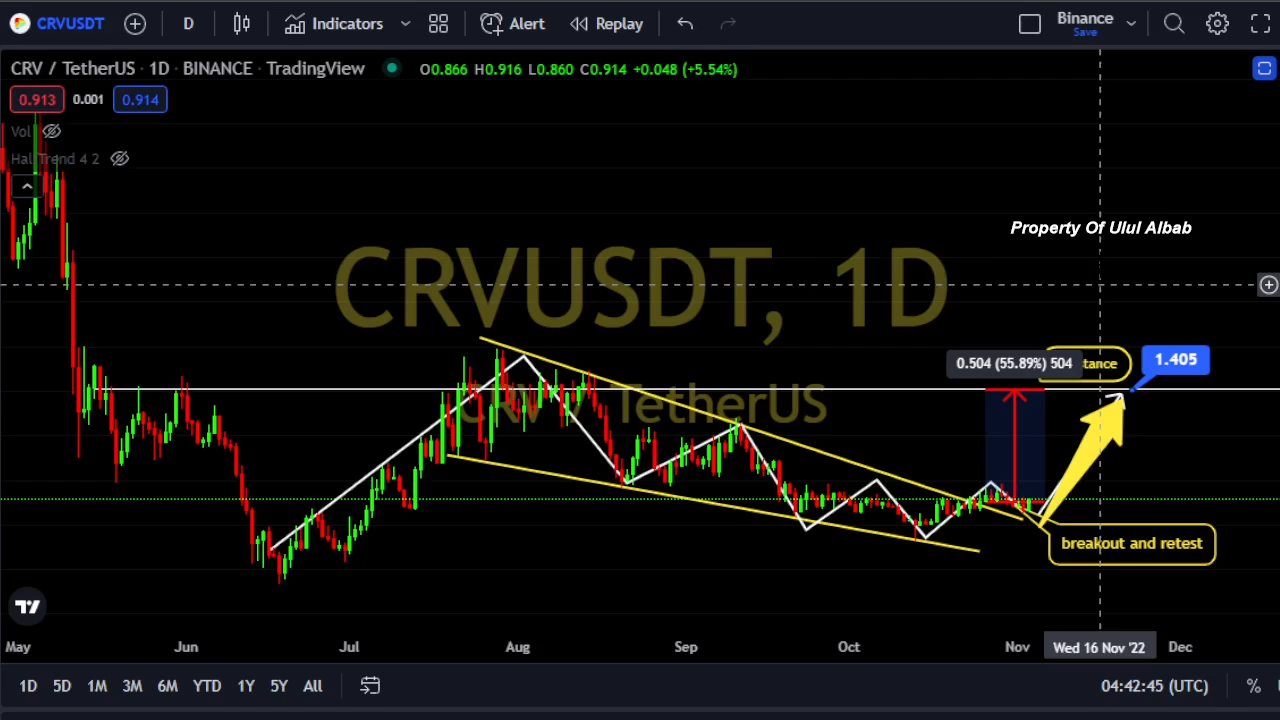 CRVUSDT D Indicators Alert Replay Binance
Save
CRV / TetherUS · 1D · BINANCE · TradingView O0.866 H0.916 L0.860 C0.914 +0.048 (+5.54%)
0.913 0.001 0.914
Vol
Trend 4 2
Property Of Ulul Albab
CRVUSDT, 1D
CRV / TetherUS
0.504 (55.89%) 504
1.405
breakout and retest
May Jun Jul Aug Sep Oct Nov Wed 16 Nov '22 Dec
1D 5D 1M 3M 6M YTD 1Y 5Y All 04:42:45 (UTC) %